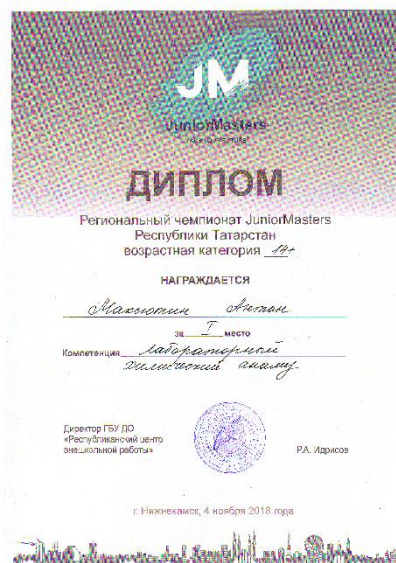 JM
JuniorMasters
ДИПЛОМ
Региональный чемпионат JuniorMasters
Республики Татарстан
возрастная категория 14+
НАГРАЖДАЕТСЯ
Максютин Антон
за I место
Компетенция лабораторный
химический анализ
Директор ГБУ ДО
«Республиканский центр
внешкольной работы»
Р.А. Идрисов
г. Нижнекамск, 4 ноября 2018 года